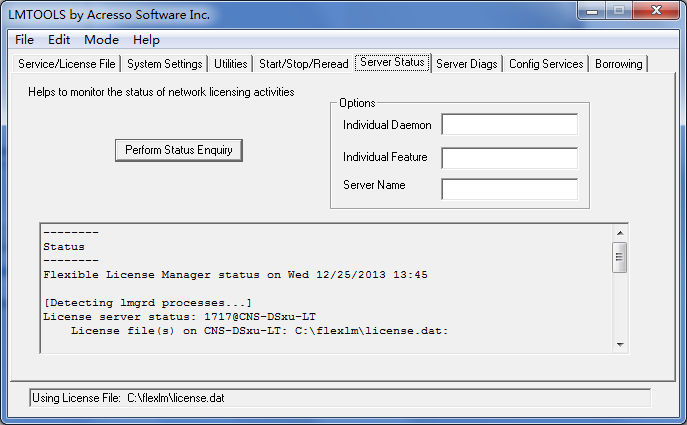 LMTOOLS by Acresso Software Inc.
File Edit Mode Help
Service/License File System Settings Utilities Start/Stop/Reread Server Status Server Diags Config Services Borrowing
Helps to monitor the status of network licensing activities
Options
Individual Daemon
Perform Status Enquiry
Individual Feature
Server Name
--------
Status
--------
Flexible License Manager status on Wed 12/25/2013 13:45
[Detecting lmgrd processes...]
License server status: 1717@CNS-DSxu-LT
License file(s) on CNS-DSxu-LT: C:\flexlm\license.dat:
Using License File: C:\flexlm\license.dat